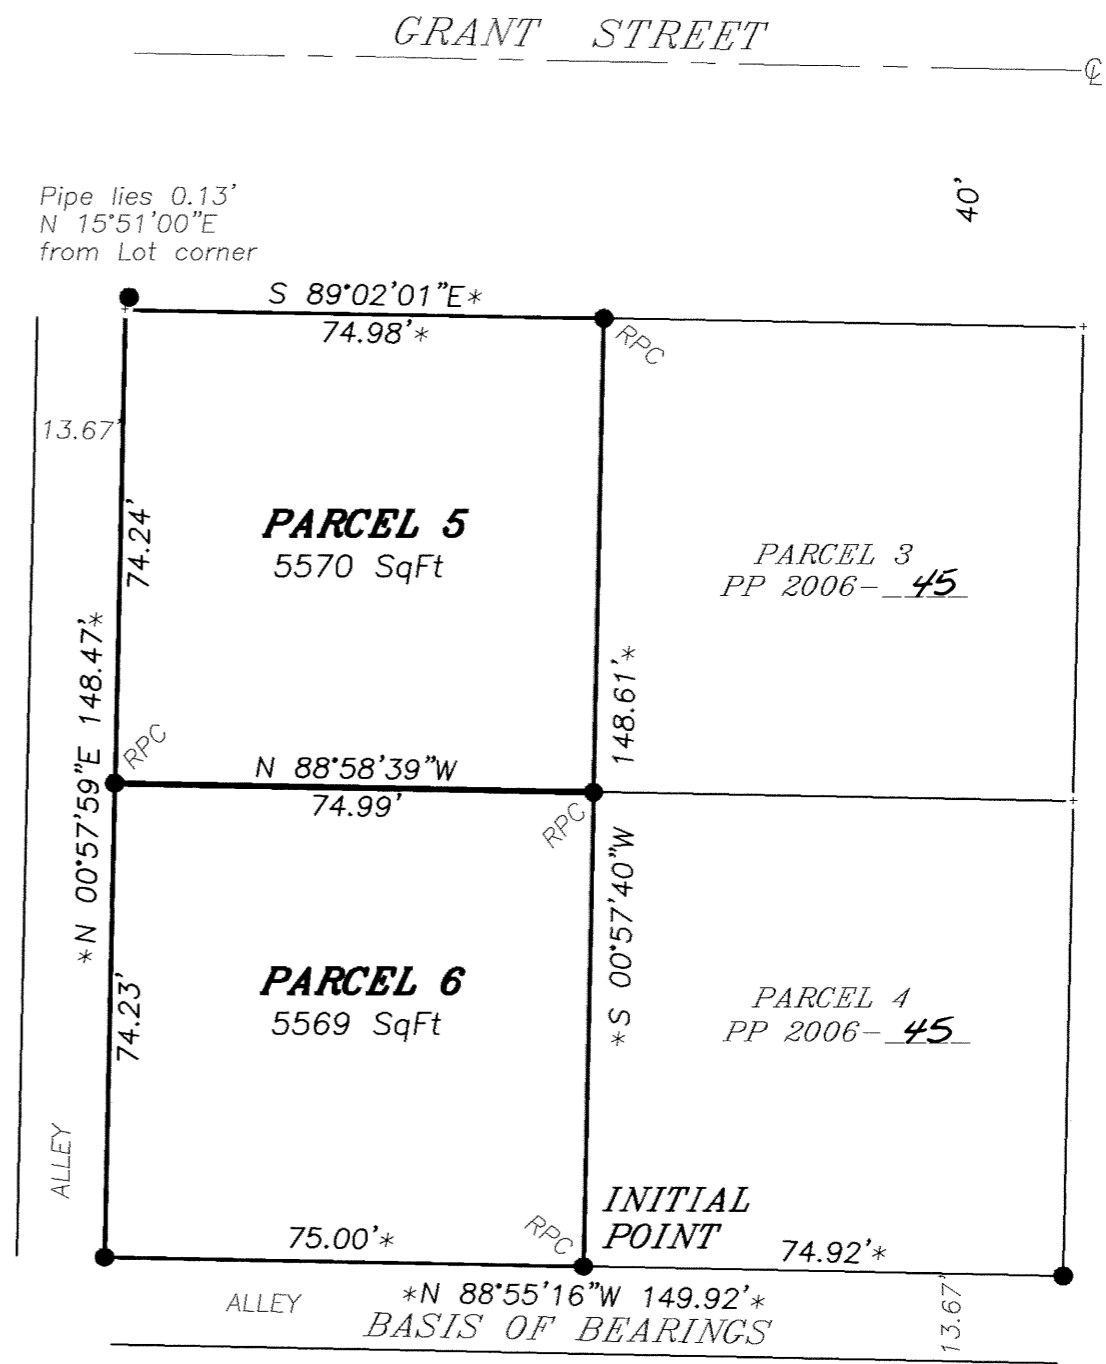 GRANT STREET
℄
40'
Pipe lies 0.13'
N 15°51'00"E
from Lot corner
S 89°02'01"E*
74.98'*
RPC
13.67'
74.24'
PARCEL 5
5570 SqFt
PARCEL 3
PP 2006-__45__
*N 00°57'59"E 148.47'*
148.61'*
RPC
N 88°58'39"W
74.99'
RPC
*S 00°57'40"W
74.23'
PARCEL 6
5569 SqFt
PARCEL 4
PP 2006-__45__
ALLEY
INITIAL
POINT
RPC
75.00'*
74.92'*
ALLEY
*N 88°55'16"W 149.92'*
BASIS OF BEARINGS
13.67'